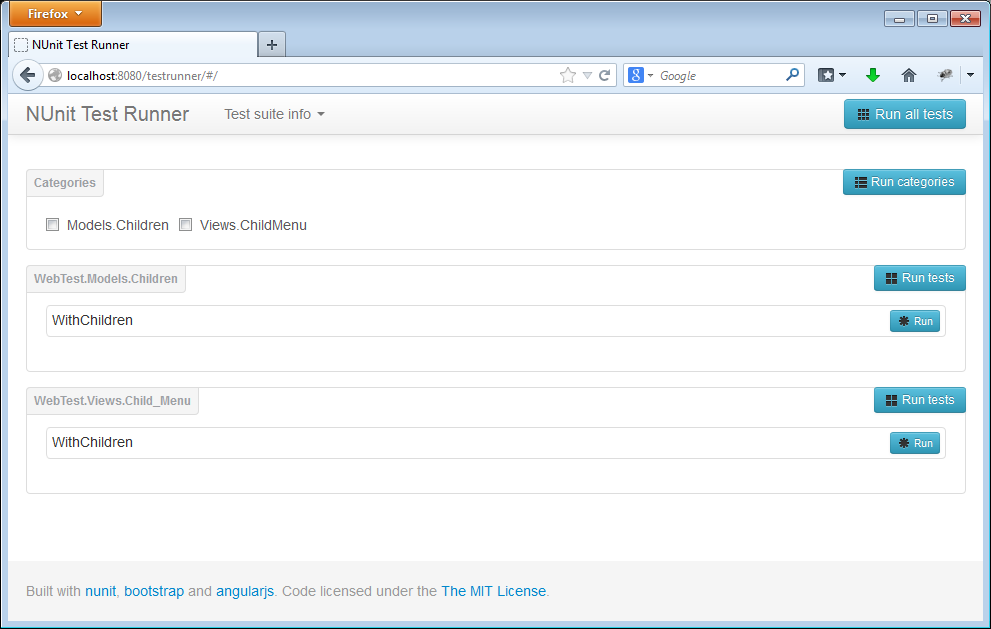 Firefox
NUnit Test Runner
localhost:8080/testrunner/#/
Google
NUnit Test Runner Test suite info Run all tests
Categories Run categories
Models.Children Views.ChildMenu
WebTest.Models.Children Run tests
WithChildren Run
WebTest.Views.Child_Menu Run tests
WithChildren Run
Built with nunit, bootstrap and angularjs. Code licensed under the The MIT License.